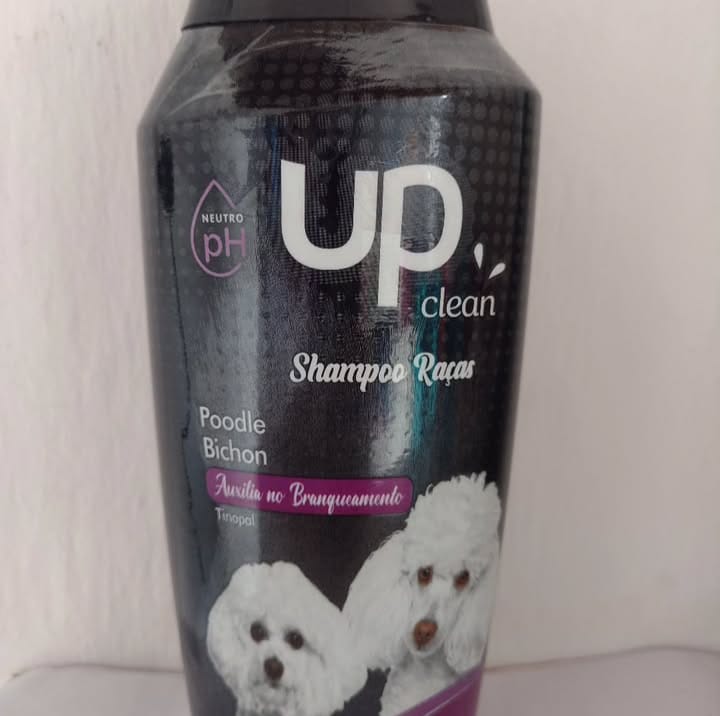 NEUTRO
pH
up
clean
Shampoo Raças
Poodle
Bichon
Auxilia no Branqueamento
Tinopal